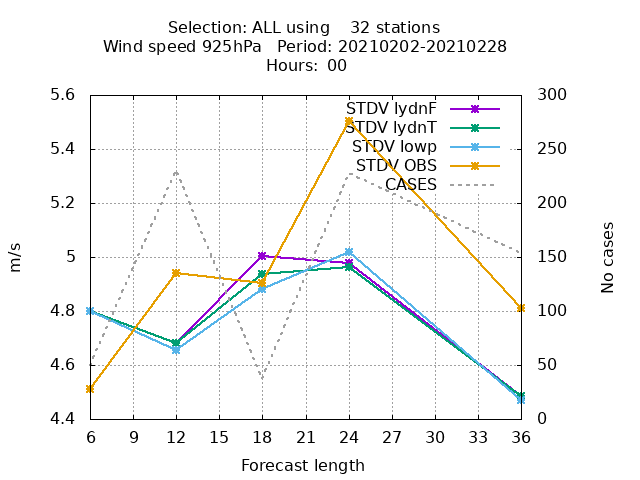 Selection: ALL using    32 stations
Wind speed 925hPa   Period: 20210202-20210228
Hours: 00
5.6
5.4
5.2
5
4.8
4.6
4.4
m/s
STDV lydnF
STDV lydnT
STDV lowp
STDV OBS
CASES
300
250
200
150
100
50
0
No cases
6 9 12 15 18 21 24 27 30 33 36
Forecast length